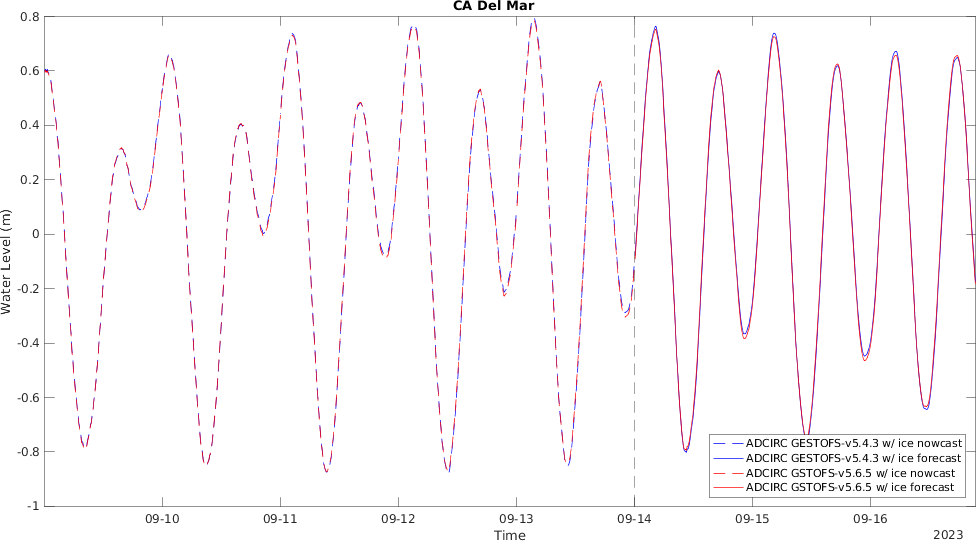 CA Del Mar
0.8
0.6
0.4
0.2
0
-0.2
-0.4
-0.6
-0.8
-1
Water Level (m)
09-10
09-11
09-12
09-13
09-14
09-15
09-16
Time
2023
ADCIRC GESTOFS-v5.4.3 w/ ice nowcast
ADCIRC GESTOFS-v5.4.3 w/ ice forecast
ADCIRC GSTOFS-v5.6.5 w/ ice nowcast
ADCIRC GSTOFS-v5.6.5 w/ ice forecast